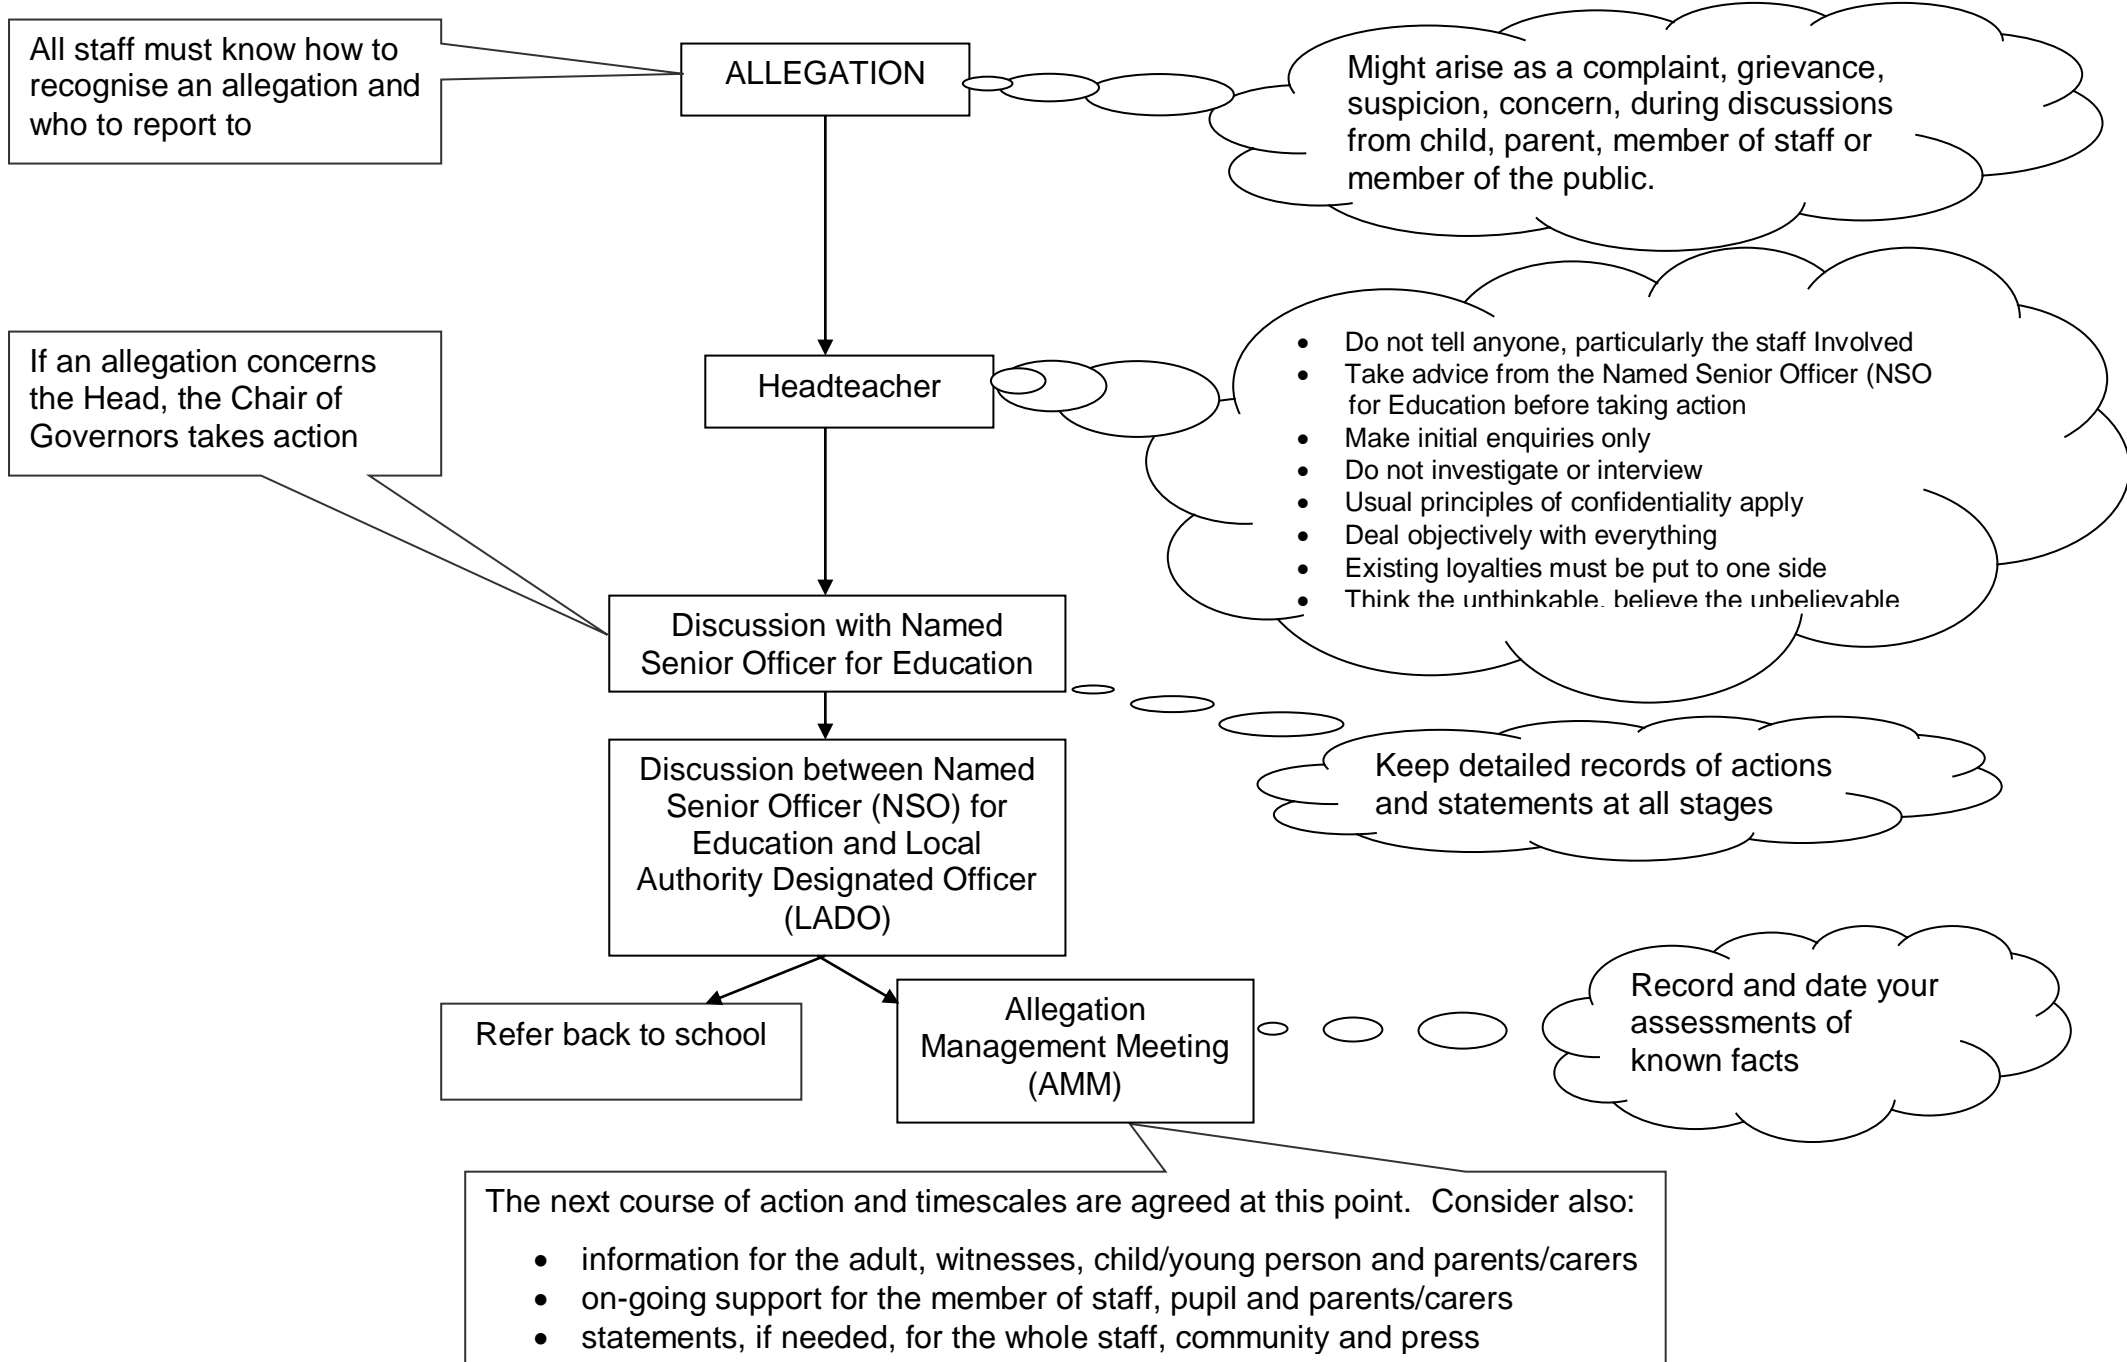 All staff must know how to
recognise an allegation and
who to report to
ALLEGATION
Might arise as a complaint, grievance,
suspicion, concern, during discussions
from child, parent, member of staff or
member of the public.
If an allegation concerns
the Head, the Chair of
Governors takes action
Headteacher
• Do not tell anyone, particularly the staff Involved
• Take advice from the Named Senior Officer (NSO
for Education before taking action
• Make initial enquiries only
• Do not investigate or interview
• Usual principles of confidentiality apply
• Deal objectively with everything
• Existing loyalties must be put to one side
• Think the unthinkable, believe the unbelievable
Discussion with Named
Senior Officer for Education
Keep detailed records of actions
and statements at all stages
Discussion between Named
Senior Officer (NSO) for
Education and Local
Authority Designated Officer
(LADO)
Refer back to school
Allegation
Management Meeting
(AMM)
Record and date your
assessments of
known facts
The next course of action and timescales are agreed at this point.  Consider also:
• information for the adult, witnesses, child/young person and parents/carers
• on-going support for the member of staff, pupil and parents/carers
• statements, if needed, for the whole staff, community and press